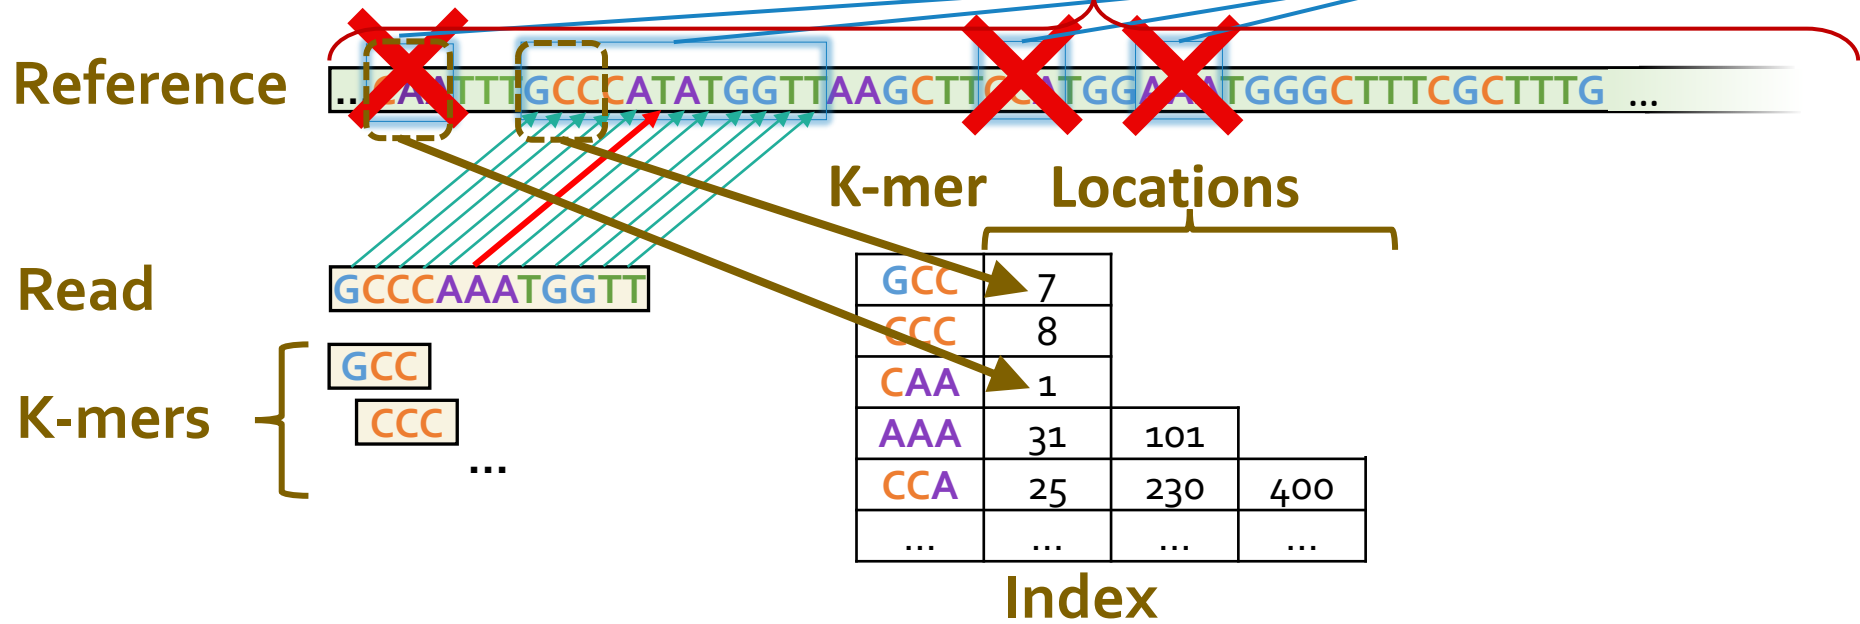 Reference
... CAATTTGCCCATATGGTTAAGCTTCCATGGAAATGGGCTTTCGCTTTG ...
K-mer Locations
Read
GCCCAAATGGTT
K-mers
GCC
CCC
...
GCC 7
CCC 8
CAA 1
AAA 31 101
CCA 25 230 400
... ... ... ...
Index